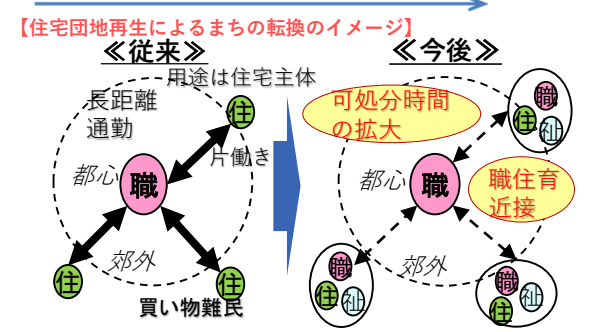 【住宅団地再生によるまちの転換のイメージ】
≪従来≫
用途は住宅主体
長距離
通勤
住
片働き
都心
職
郊外
住
住
買い物難民
≪今後≫
可処分時間
の拡大
職
住
祉
都心
職
職住育
近接
郊外
職
住
祉
職
住
祉